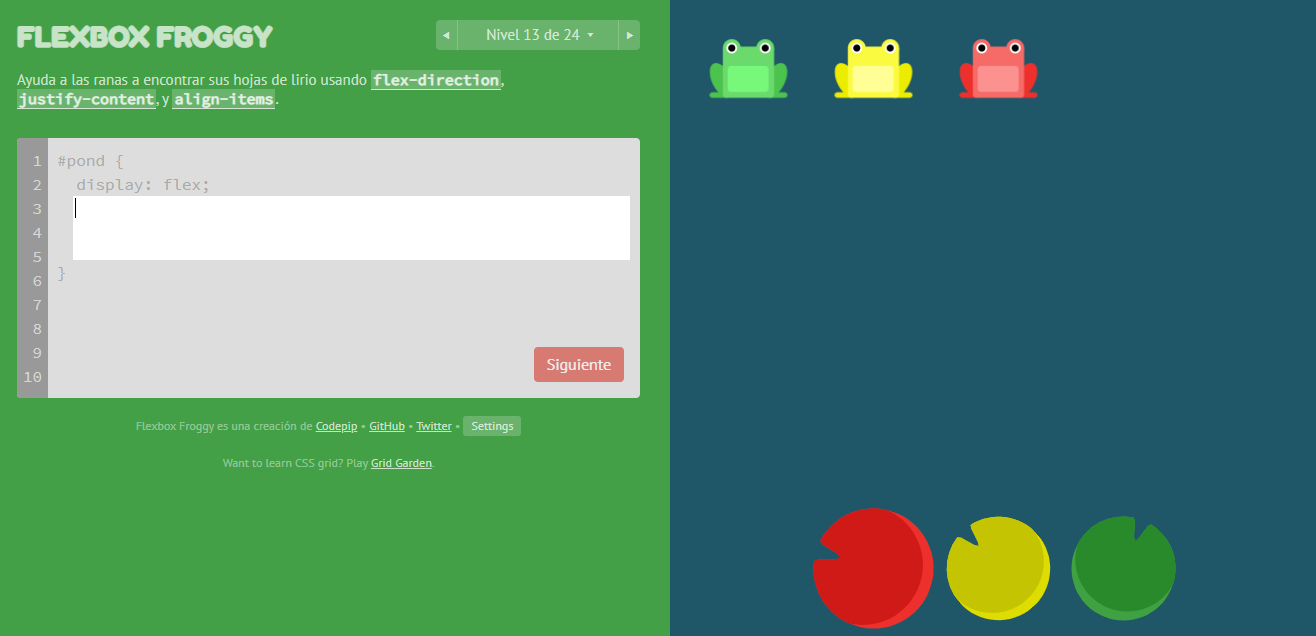 FLEXBOX FROGGY
◄ Nivel 13 de 24 ▾ ►
Ayuda a las ranas a encontrar sus hojas de lirio usando flex-direction,
justify-content, y align-items.
1 #pond {
2 display: flex;
3
4
5
6 }
7
8
9
10
Siguiente
Flexbox Froggy es una creación de Codepip • GitHub • Twitter • Settings
Want to learn CSS grid? Play Grid Garden.